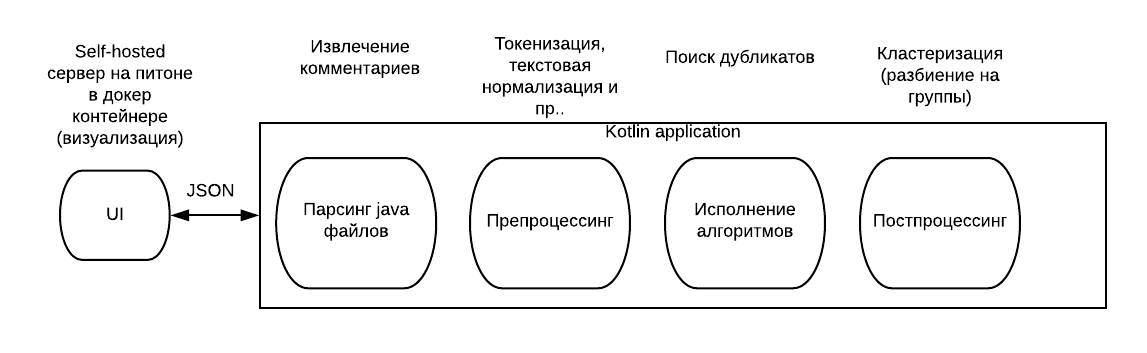 Self-hosted
сервер на питоне
в докер
контейнере
(визуализация)
Извлечение
комментариев
Токенизация,
текстовая
нормализация и
пр..
Поиск дубликатов
Кластеризация
(разбиение на
группы)
Kotlin application
UI
JSON
Парсинг java
файлов
Препроцессинг
Исполнение
алгоритмов
Постпроцессинг